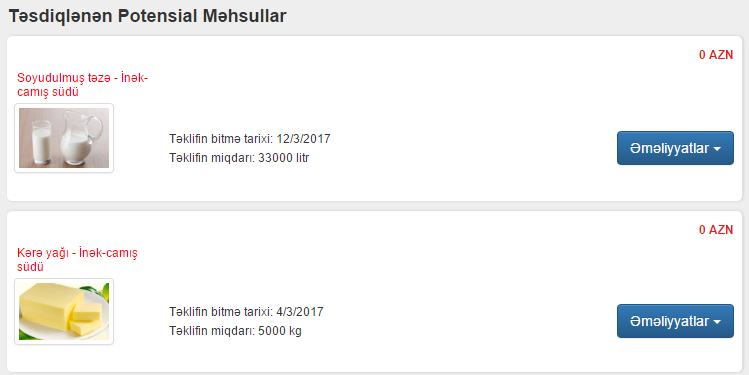 Təsdiqlənən Potensial Məhsullar
0 AZN
Soyudulmuş təzə - İnək-
camış südü
Təklifin bitmə tarixi: 12/3/2017
Təklifin miqdarı: 33000 litr
Əməliyyatlar
0 AZN
Kərə yağı - İnək-camış
südü
Təklifin bitmə tarixi: 4/3/2017
Təklifin miqdarı: 5000 kg
Əməliyyatlar